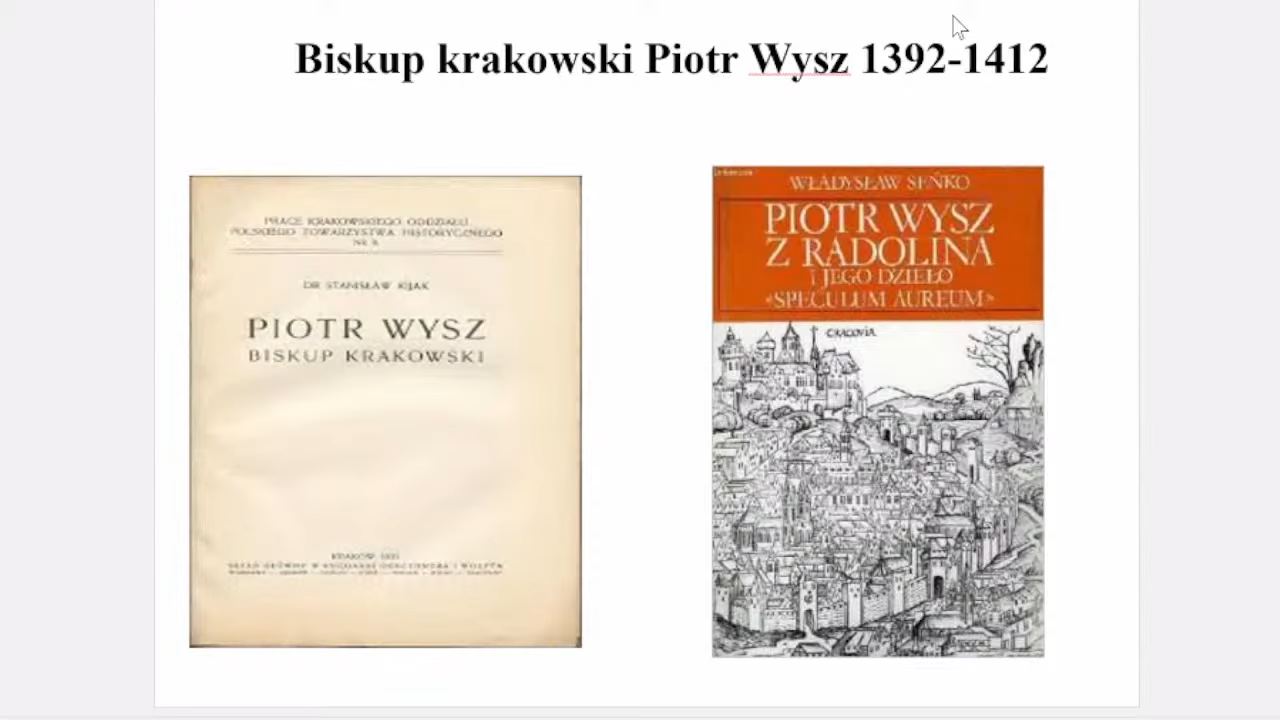 Biskup krakowski Piotr Wysz 1392-1412
PRACE KRAKOWSKIEGO ODDZIAŁU
POLSKIEGO TOWARZYSTWA HISTORYCZNEGO
DR STANISŁAW KIJAK
PIOTR WYSZ
BISKUP KRAKOWSKI
KRAKÓW
WŁADYSŁAW SEŃKO
PIOTR WYSZ
Z RADOLINA
I JEGO DZIEŁO
«SPECULUM AUREUM»
CRACOVIA